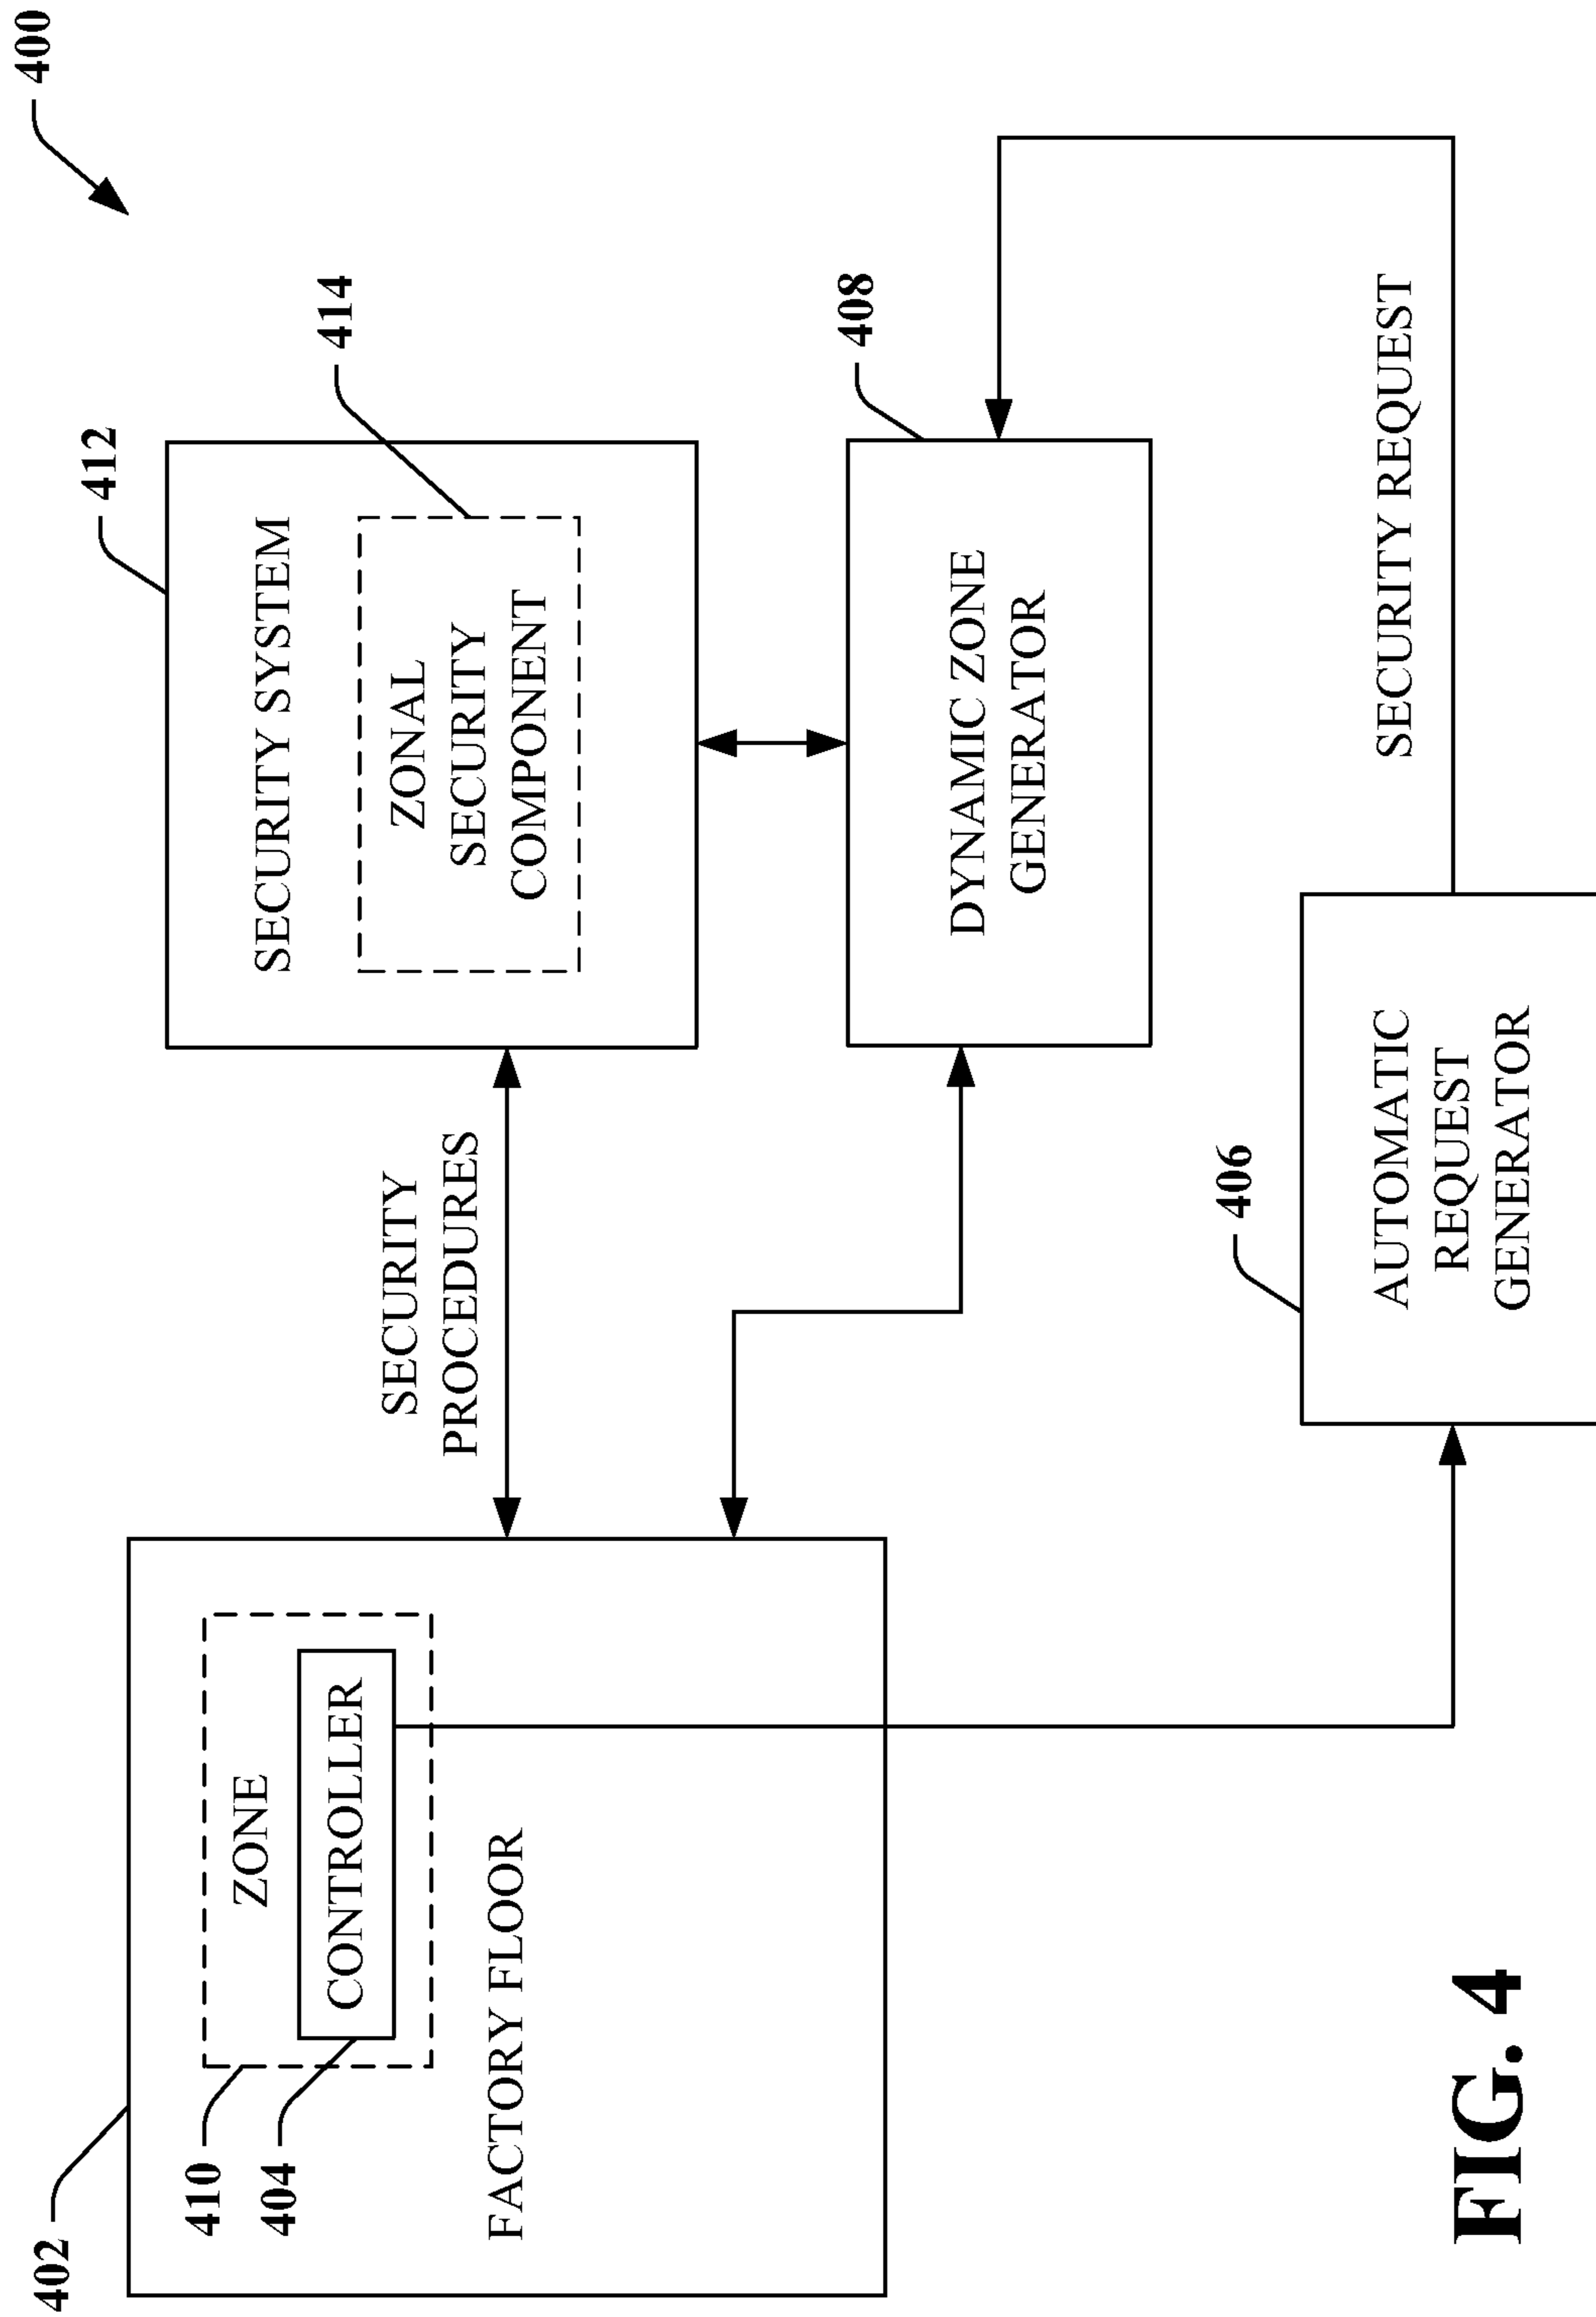 400
402
410
404
ZONE
CONTROLLER
FACTORY FLOOR
SECURITY
PROCEDURES
412
414
SECURITY SYSTEM
ZONAL
SECURITY
COMPONENT
408
DYNAMIC ZONE
GENERATOR
406
AUTOMATIC
REQUEST
GENERATOR
SECURITY REQUEST
FIG. 4